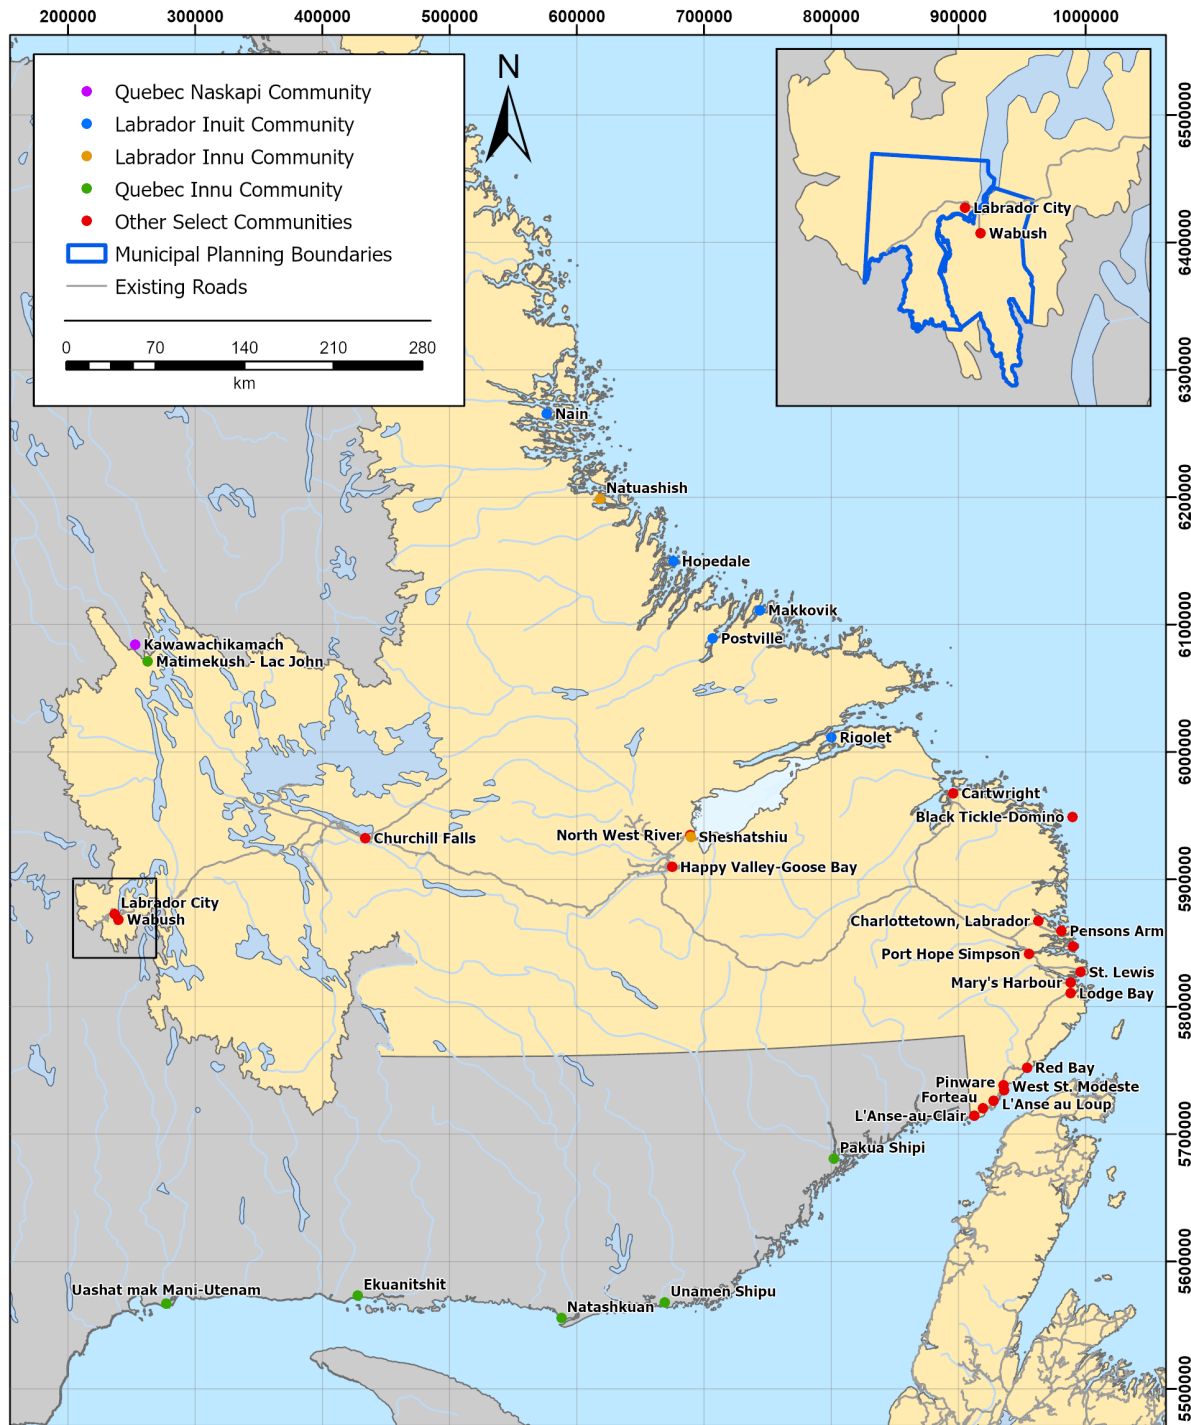 200000 300000 400000 500000 600000 700000 800000 900000 1000000
Quebec Naskapi Community
Labrador Inuit Community
Labrador Innu Community
Quebec Innu Community
Other Select Communities
Municipal Planning Boundaries
Existing Roads
0 70 140 210 280
km
N
Labrador City
Wabush
6500000
6400000
6300000
6200000
6100000
6000000
5900000
5800000
5700000
5600000
5500000
Nain
Natuashish
Hopedale
Makkovik
Postville
Kawawachikamach
Matimekush - Lac John
Rigolet
Cartwright
Black Tickle-Domino
Churchill Falls
North West River
Sheshatshiu
Happy Valley-Goose Bay
Labrador City
Wabush
Charlottetown, Labrador
Pensons Arm
Port Hope Simpson
St. Lewis
Mary's Harbour
Lodge Bay
Red Bay
Pinware
West St. Modeste
Forteau
L'Anse au Loup
L'Anse-au-Clair
Pakua Shipi
Uashat mak Mani-Utenam
Ekuanitshit
Unamen Shipu
Natashkuan